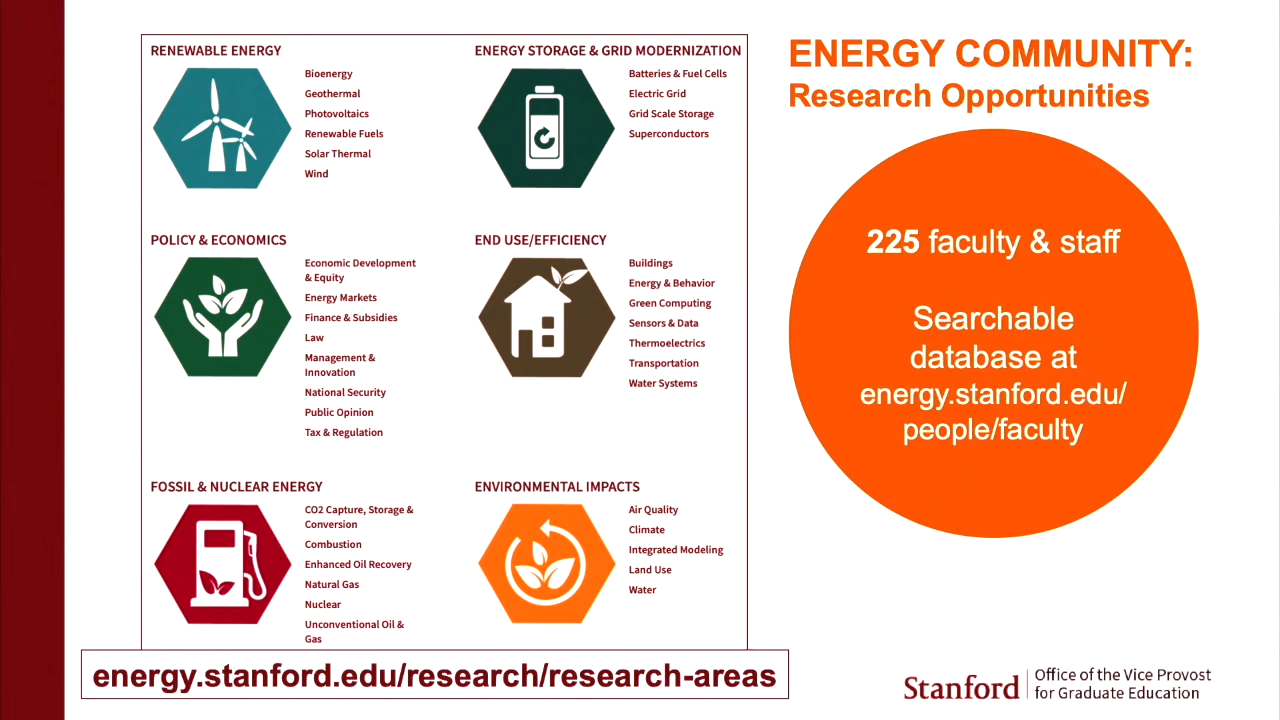 RENEWABLE ENERGY
Bioenergy
Geothermal
Photovoltaics
Renewable Fuels
Solar Thermal
Wind
ENERGY STORAGE & GRID MODERNIZATION
Batteries & Fuel Cells
Electric Grid
Grid Scale Storage
Superconductors
POLICY & ECONOMICS
Economic Development
& Equity
Energy Markets
Finance & Subsidies
Law
Management &
Innovation
National Security
Public Opinion
Tax & Regulation
END USE/EFFICIENCY
Buildings
Energy & Behavior
Green Computing
Sensors & Data
Thermoelectrics
Transportation
Water Systems
FOSSIL & NUCLEAR ENERGY
CO2 Capture, Storage &
Conversion
Combustion
Enhanced Oil Recovery
Natural Gas
Nuclear
Unconventional Oil &
Gas
ENVIRONMENTAL IMPACTS
Air Quality
Climate
Integrated Modeling
Land Use
Water
energy.stanford.edu/research/research-areas
ENERGY COMMUNITY:
Research Opportunities
225 faculty & staff
Searchable
database at
energy.stanford.edu/
people/faculty
Stanford
Office of the Vice Provost
for Graduate Education